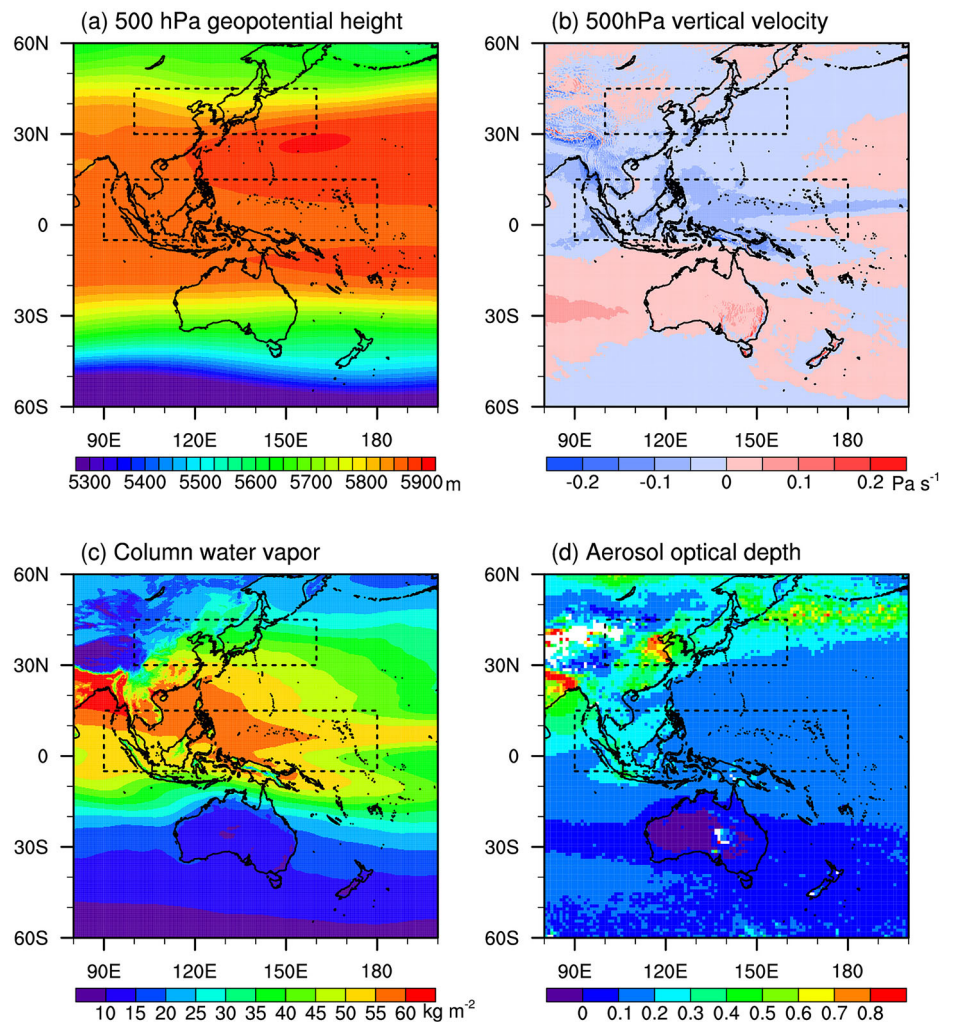 (a) 500 hPa geopotential height
60N
30N
0
30S
60S
90E 120E 150E 180
5300 5400 5500 5600 5700 5800 5900 m
(b) 500hPa vertical velocity
60N
30N
0
30S
60S
90E 120E 150E 180
-0.2 -0.1 0 0.1 0.2 Pa s⁻¹
(c) Column water vapor
60N
30N
0
30S
60S
90E 120E 150E 180
10 15 20 25 30 35 40 45 50 55 60 kg m⁻²
(d) Aerosol optical depth
60N
30N
0
30S
60S
90E 120E 150E 180
0 0.1 0.2 0.3 0.4 0.5 0.6 0.7 0.8